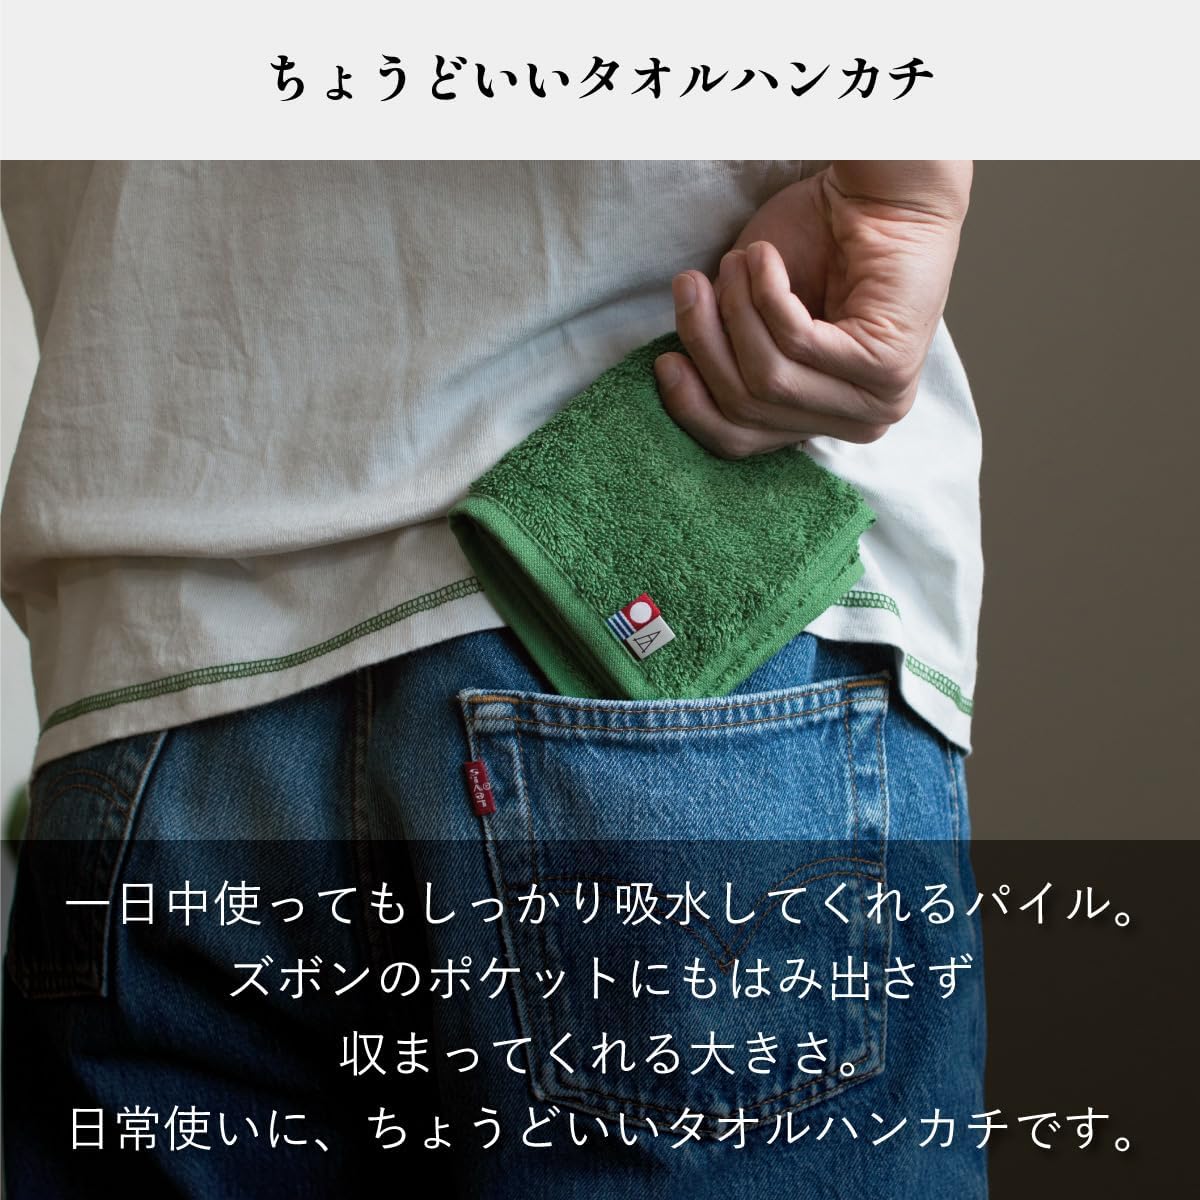 ちょうどいいタオルハンカチ
一日中使ってもしっかり吸水してくれるパイル。
ズボンのポケットにもはみ出さず
収まってくれる大きさ。
日常使いに、ちょうどいいタオルハンカチです。